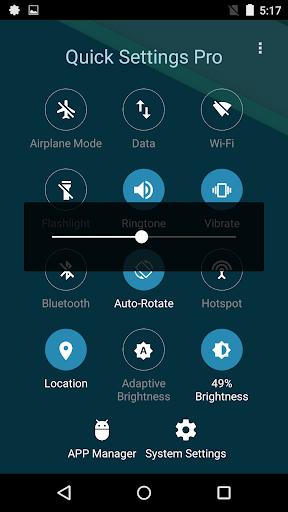 5:17
Quick Settings Pro
Airplane Mode
Data
Wi-Fi
Flashlight
Ringtone
Vibrate
Bluetooth
Auto-Rotate
Hotspot
Location
Adaptive
Brightness
49%
Brightness
APP Manager
System Settings